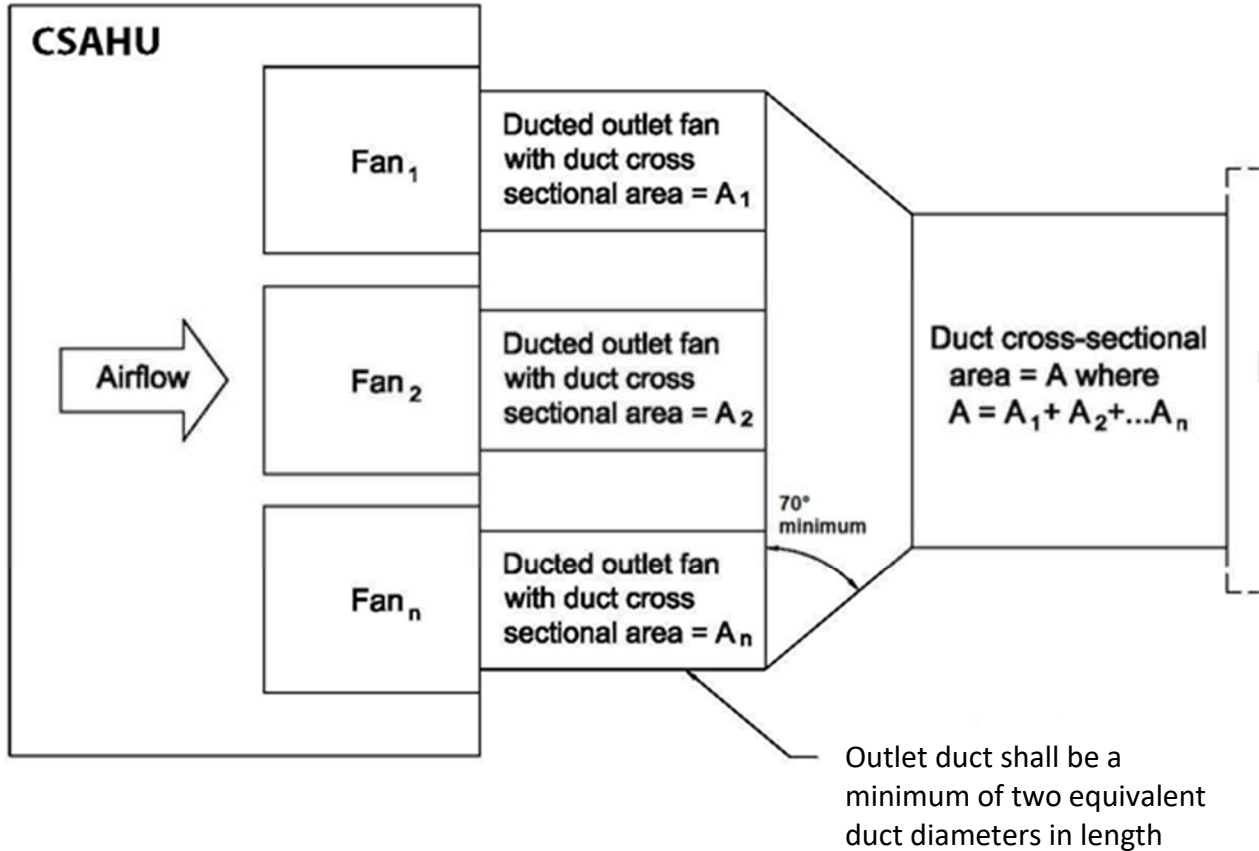 CSAHU
Fan1
Ducted outlet fan
with duct cross
sectional area = A1
Airflow
Fan2
Ducted outlet fan
with duct cross
sectional area = A2
Duct cross-sectional
area = A where
A = A1+ A2+...An
70°
minimum
Fann
Ducted outlet fan
with duct cross
sectional area = An
Outlet duct shall be a
minimum of two equivalent
duct diameters in length